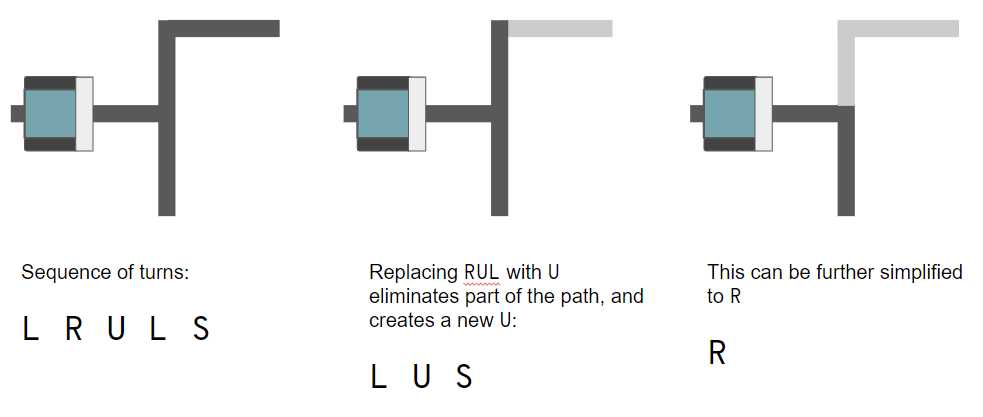 Sequence of turns:
L R U L S
Replacing RUL with U
eliminates part of the path, and
creates a new U:
L U S
This can be further simplified
to R
R